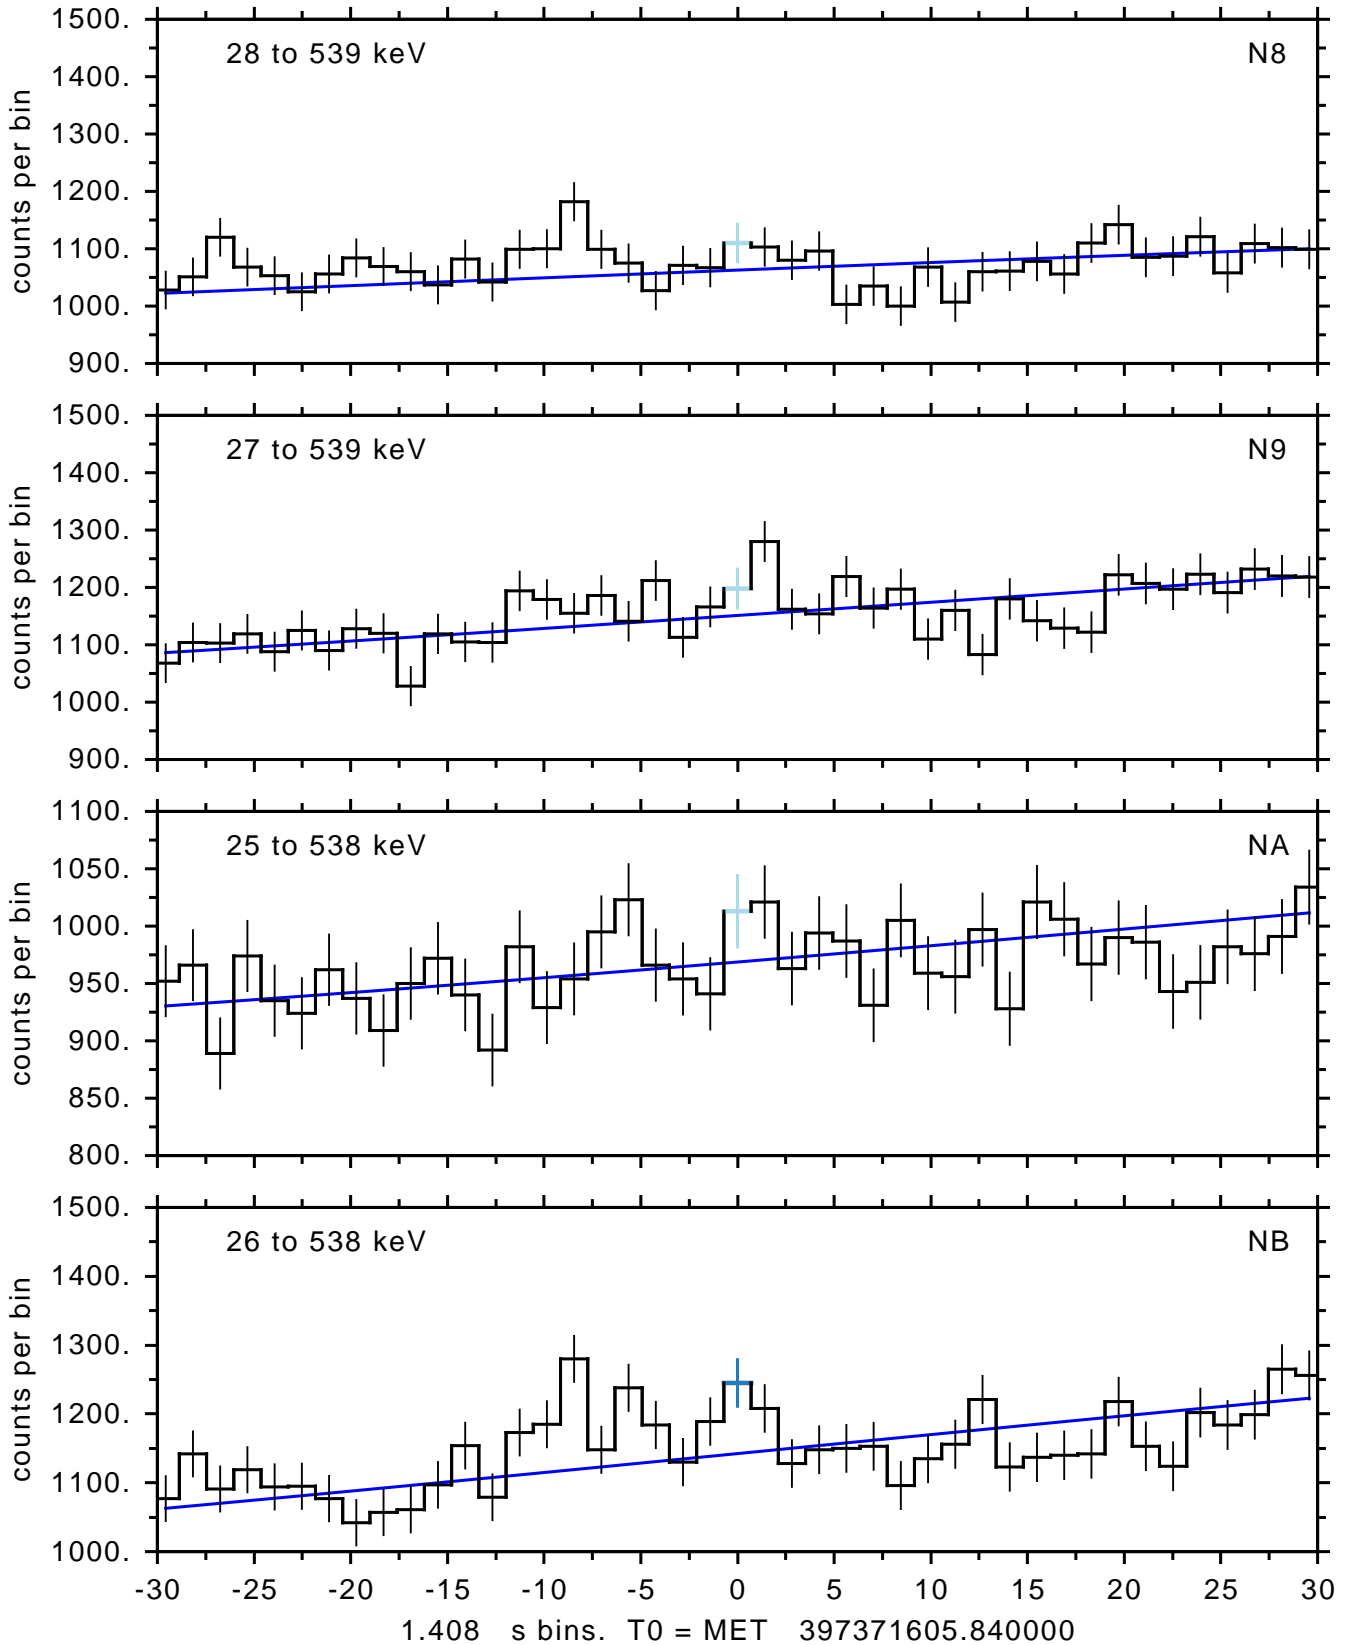 1500.
28 to 539 keV N8
1400.
1300.
1200.
1100.
1000.
900.
counts per bin
1500.
27 to 539 keV N9
1400.
1300.
1200.
1100.
1000.
900.
counts per bin
1100.
25 to 538 keV NA
1050.
1000.
950.
900.
850.
800.
counts per bin
1500.
26 to 538 keV NB
1400.
1300.
1200.
1100.
1000.
counts per bin
-30 -25 -20 -15 -10 -5 0 5 10 15 20 25 30
1.408 s bins. T0 = MET 397371605.840000